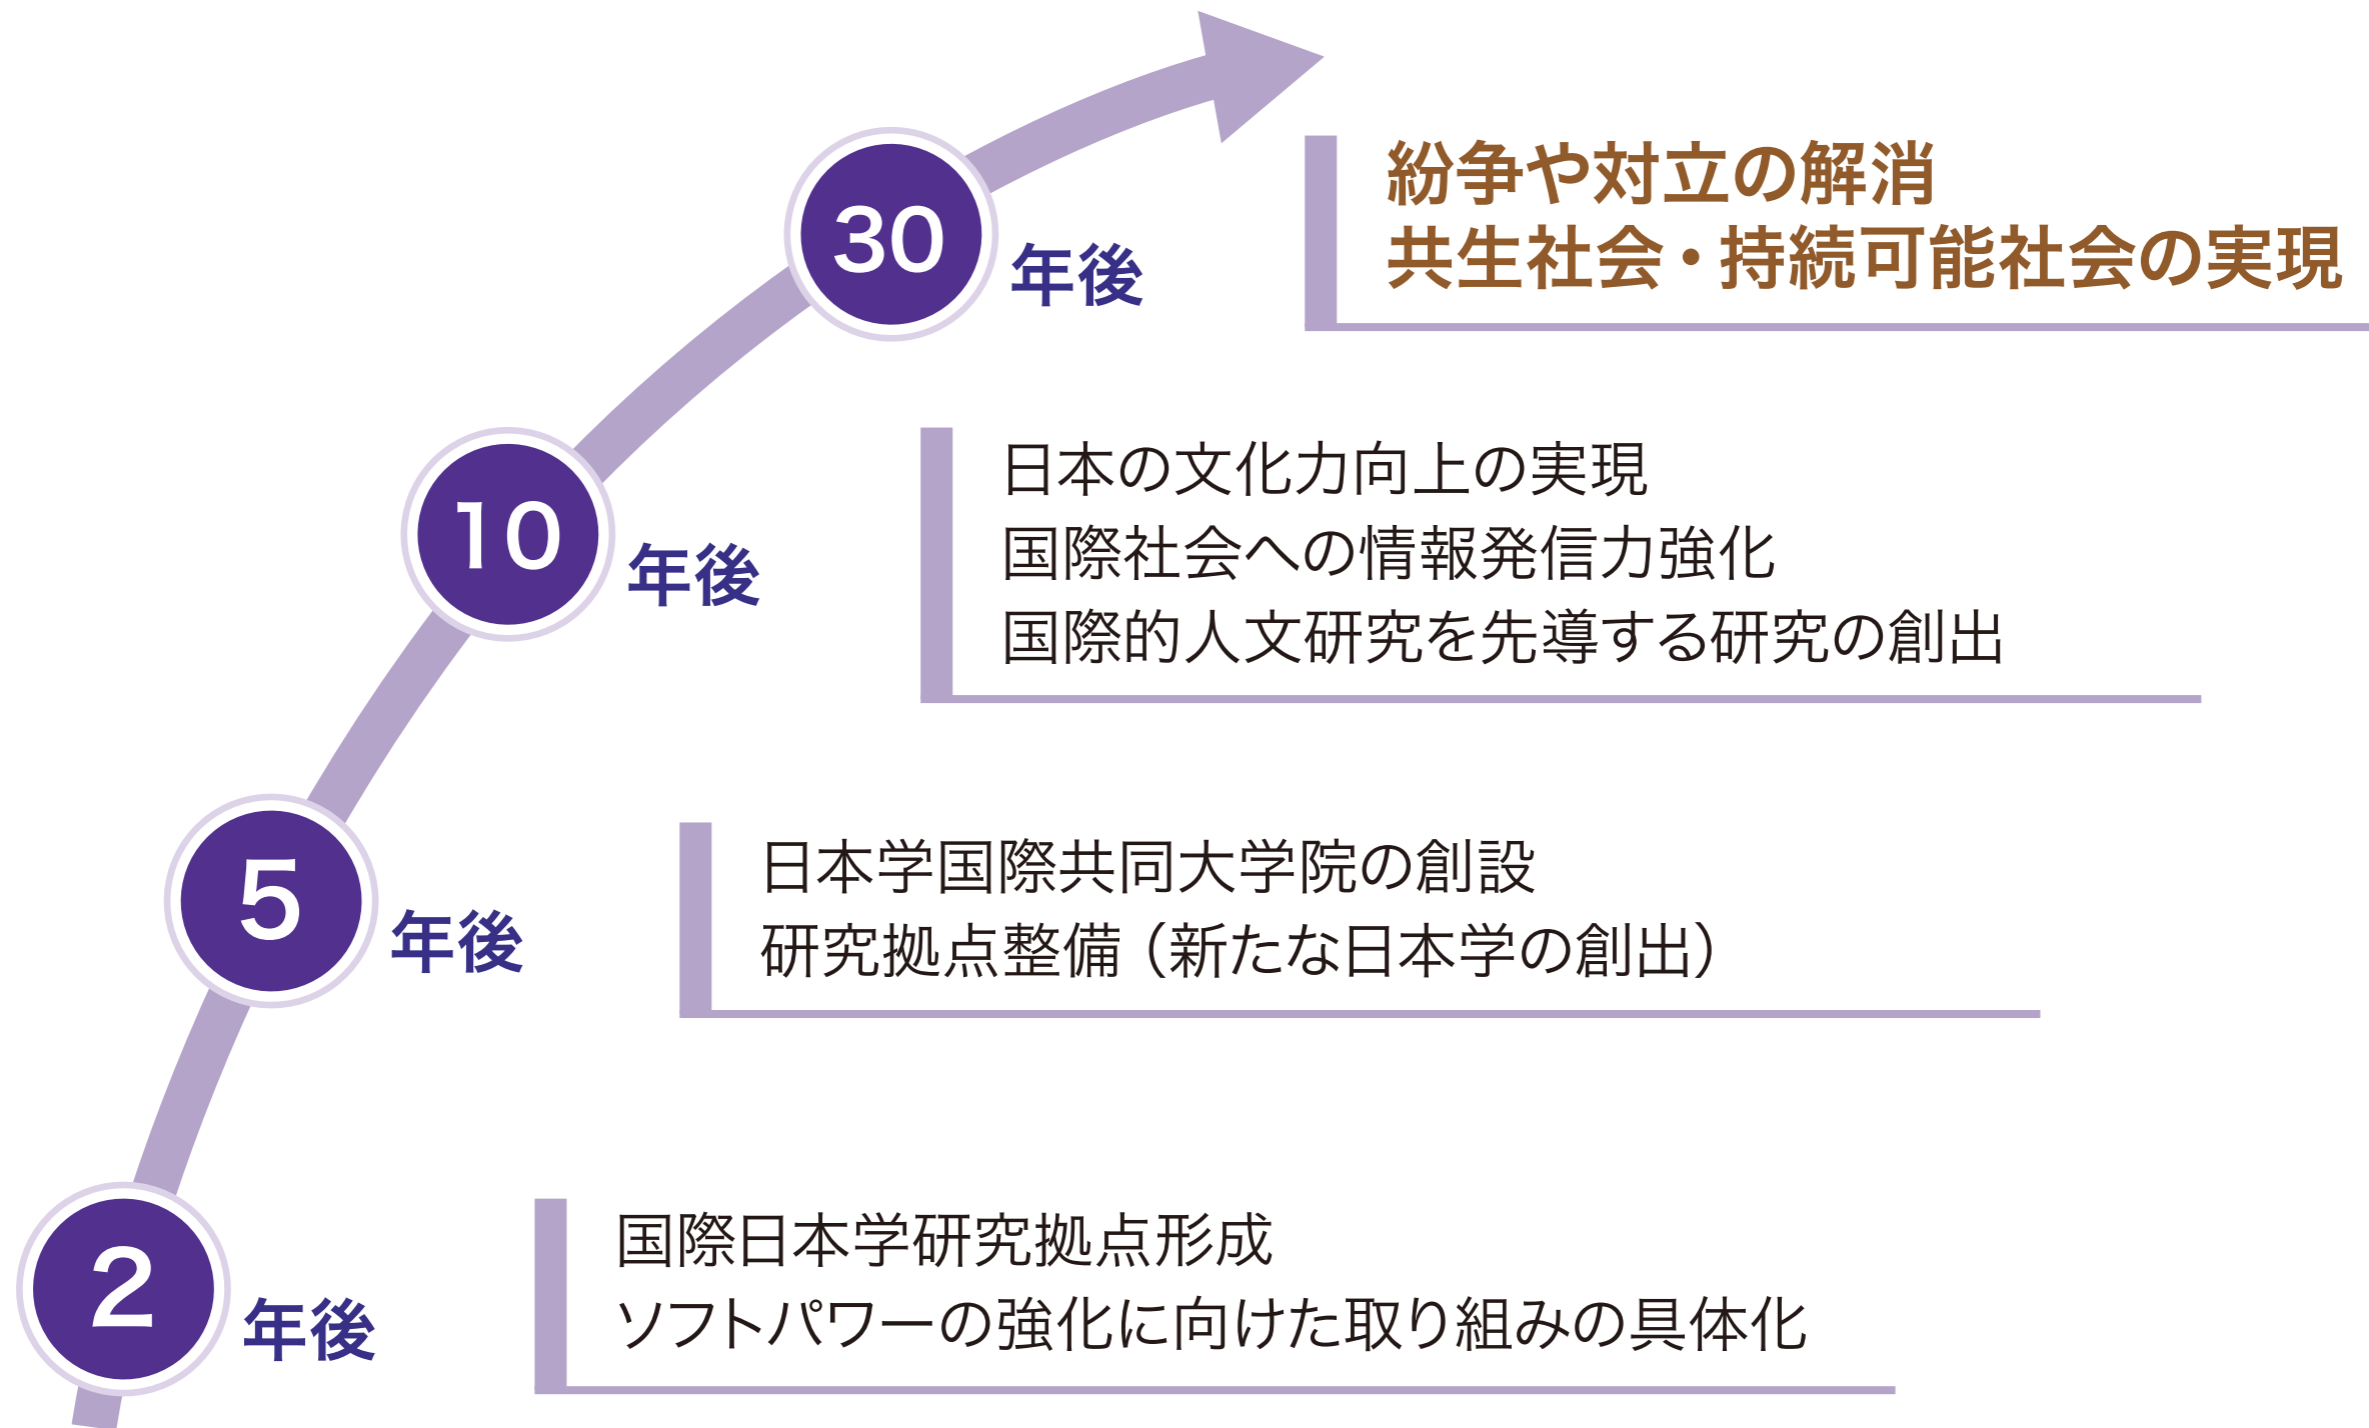 30年後
紛争や対立の解消
共生社会・持続可能社会の実現
10年後
日本の文化力向上の実現
国際社会への情報発信力強化
国際的人文研究を先導する研究の創出
5年後
日本学国際共同大学院の創設
研究拠点整備（新たな日本学の創出）
2年後
国際日本学研究拠点形成
ソフトパワーの強化に向けた取り組みの具体化